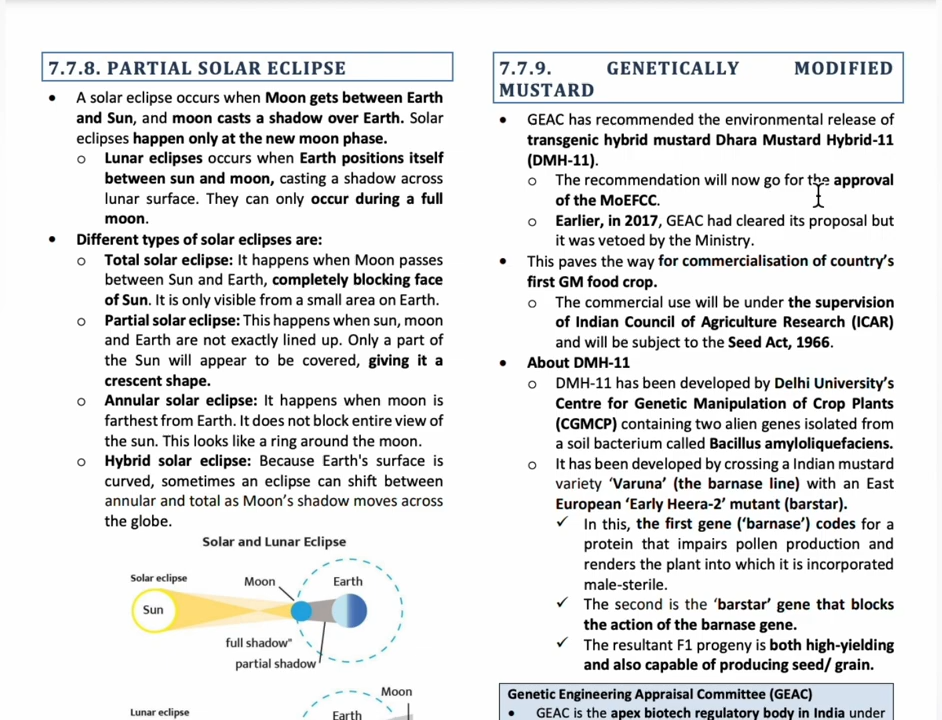 7.7.8. PARTIAL SOLAR ECLIPSE
• A solar eclipse occurs when Moon gets between Earth
and Sun, and moon casts a shadow over Earth. Solar
eclipses happen only at the new moon phase.
o Lunar eclipses occurs when Earth positions itself
between sun and moon, casting a shadow across
lunar surface. They can only occur during a full
moon.
• Different types of solar eclipses are:
o Total solar eclipse: It happens when Moon passes
between Sun and Earth, completely blocking face
of Sun. It is only visible from a small area on Earth.
o Partial solar eclipse: This happens when sun, moon
and Earth are not exactly lined up. Only a part of
the Sun will appear to be covered, giving it a
crescent shape.
o Annular solar eclipse: It happens when moon is
farthest from Earth. It does not block entire view of
the sun. This looks like a ring around the moon.
o Hybrid solar eclipse: Because Earth's surface is
curved, sometimes an eclipse can shift between
annular and total as Moon's shadow moves across
the globe.
Solar and Lunar Eclipse
Solar eclipse
Moon
Earth
Sun
full shadow"
partial shadow
Moon
Lunar eclipse
Earth
7.7.9. GENETICALLY MODIFIED
MUSTARD
• GEAC has recommended the environmental release of
transgenic hybrid mustard Dhara Mustard Hybrid-11
(DMH-11).
o The recommendation will now go for the approval
of the MoEFCC.
o Earlier, in 2017, GEAC had cleared its proposal but
it was vetoed by the Ministry.
• This paves the way for commercialisation of country's
first GM food crop.
o The commercial use will be under the supervision
of Indian Council of Agriculture Research (ICAR)
and will be subject to the Seed Act, 1966.
• About DMH-11
o DMH-11 has been developed by Delhi University's
Centre for Genetic Manipulation of Crop Plants
(CGMCP) containing two alien genes isolated from
a soil bacterium called Bacillus amyloliquefaciens.
o It has been developed by crossing a Indian mustard
variety 'Varuna' (the barnase line) with an East
European 'Early Heera-2' mutant (barstar).
✓ In this, the first gene ('barnase') codes for a
protein that impairs pollen production and
renders the plant into which it is incorporated
male-sterile.
✓ The second is the 'barstar' gene that blocks
the action of the barnase gene.
✓ The resultant F1 progeny is both high-yielding
and also capable of producing seed/ grain.
Genetic Engineering Appraisal Committee (GEAC)
• GEAC is the apex biotech regulatory body in India under